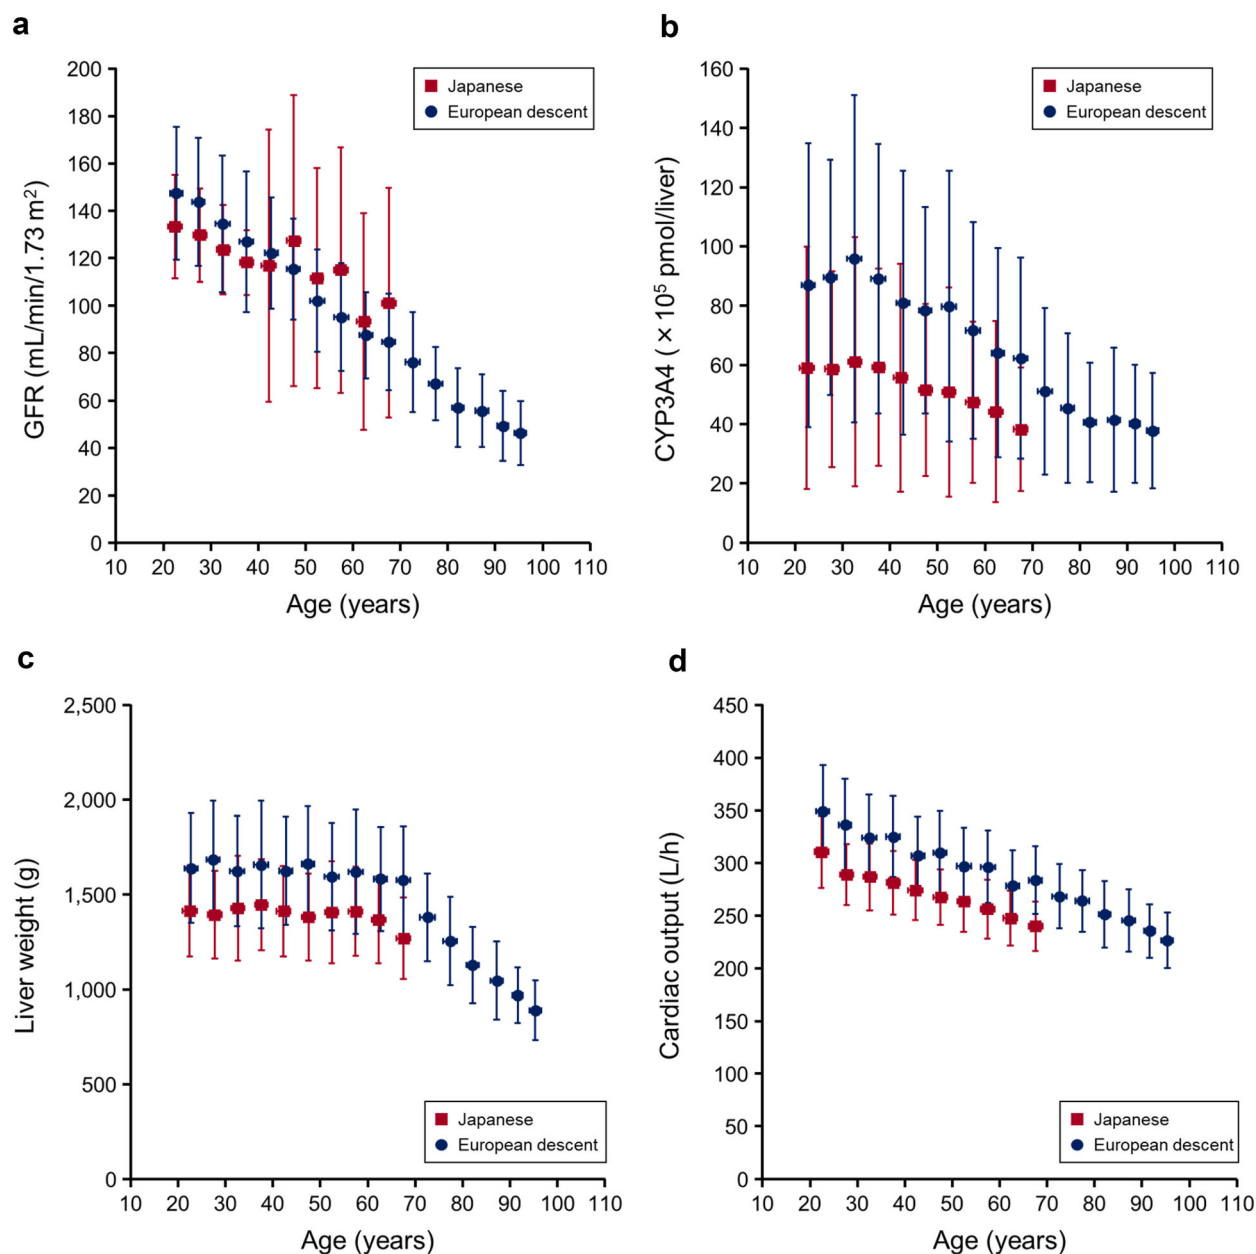 a
200
180
160
140
120
100
80
60
40
20
0
GFR (mL/min/1.73 m²)
10 20 30 40 50 60 70 80 90 100 110
Age (years)
Japanese
European descent
b
160
140
120
100
80
60
40
20
0
CYP3A4 ( × 10⁵ pmol/liver)
10 20 30 40 50 60 70 80 90 100 110
Age (years)
Japanese
European descent
c
2,500
2,000
1,500
1,000
500
0
Liver weight (g)
10 20 30 40 50 60 70 80 90 100 110
Age (years)
Japanese
European descent
d
450
400
350
300
250
200
150
100
50
0
Cardiac output (L/h)
10 20 30 40 50 60 70 80 90 100 110
Age (years)
Japanese
European descent